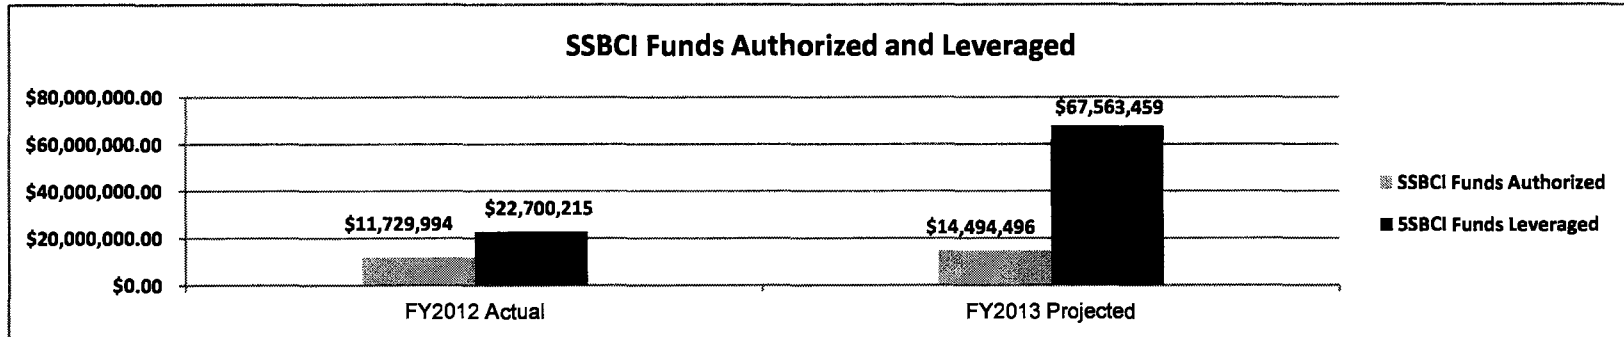 SSBCI Funds Authorized and Leveraged
$80,000,000.00
$60,000,000.00
$40,000,000.00
$20,000,000.00
$0.00
$11,729,994
$22,700,215
$14,494,496
$67,563,459
FY2012 Actual
FY2013 Projected
SSBCI Funds Authorized
5SBCI Funds Leveraged